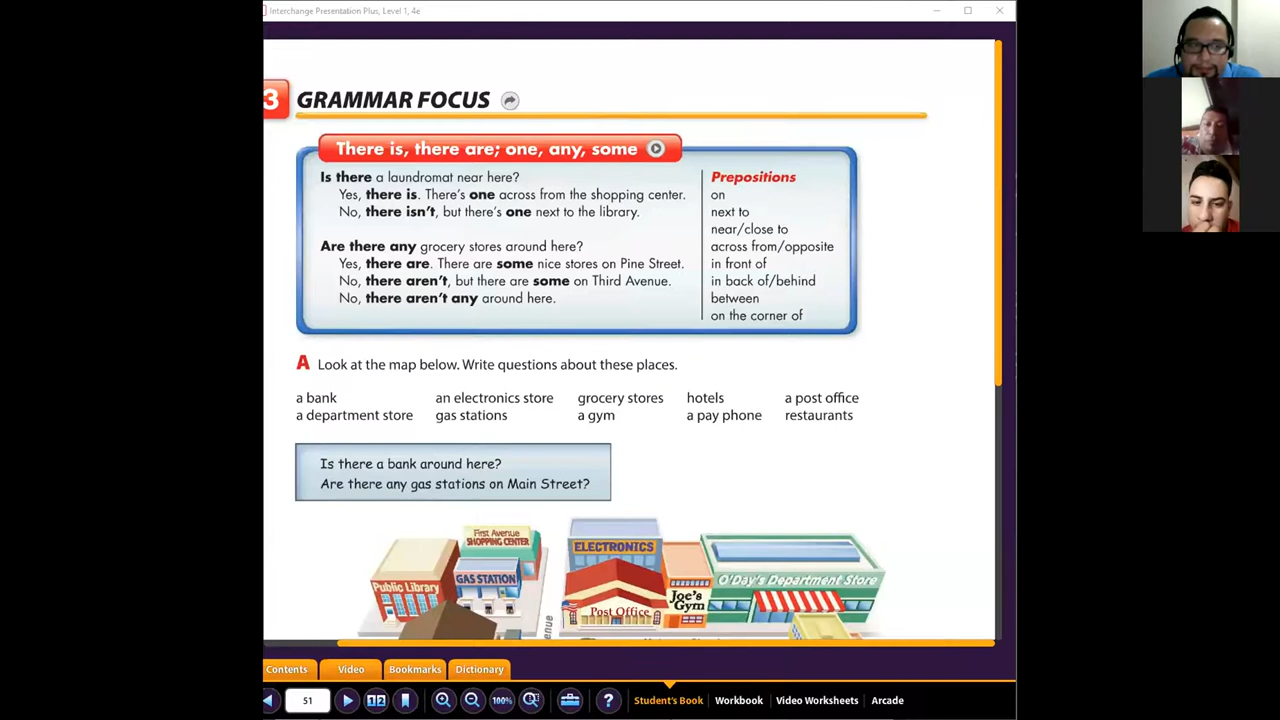 Interchange Presentation Plus, Level 1, 4e
3 GRAMMAR FOCUS
There is, there are; one, any, some
Is there a laundromat near here?
Yes, there is. There's one across from the shopping center.
No, there isn't, but there's one next to the library.
Are there any grocery stores around here?
Yes, there are. There are some nice stores on Pine Street.
No, there aren't, but there are some on Third Avenue.
No, there aren't any around here.
Prepositions
on
next to
near/close to
across from/opposite
in front of
in back of/behind
between
on the corner of
A Look at the map below. Write questions about these places.
a bank an electronics store grocery stores hotels a post office
a department store gas stations a gym a pay phone restaurants
Is there a bank around here?
Are there any gas stations on Main Street?
First Avenue
SHOPPING CENTER
ELECTRONICS
GAS STATION
Public Library
O'Day's Department Store
Joe's
Gym
Post Office
Contents Video Bookmarks Dictionary
51 12 100% ? Student's Book Workbook Video Worksheets Arcade